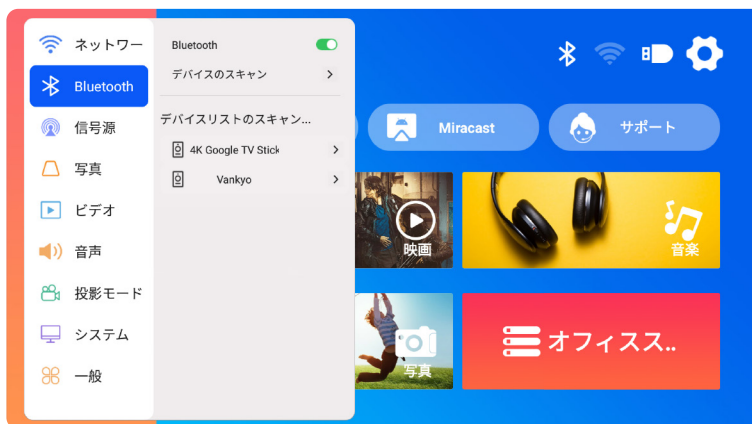 ネットワー
Bluetooth
信号源
写真
ビデオ
音声
投影モード
システム
一般
Bluetooth
デバイスのスキャン
デバイスリストのスキャン...
4K Google TV Stick
Vankyo
Miracast
サポート
映画
音楽
写真
オフィスス..